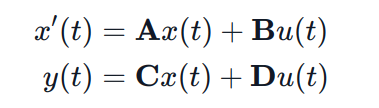 x′(t) = Ax(t) + Bu(t)
y(t) = Cx(t) + Du(t)